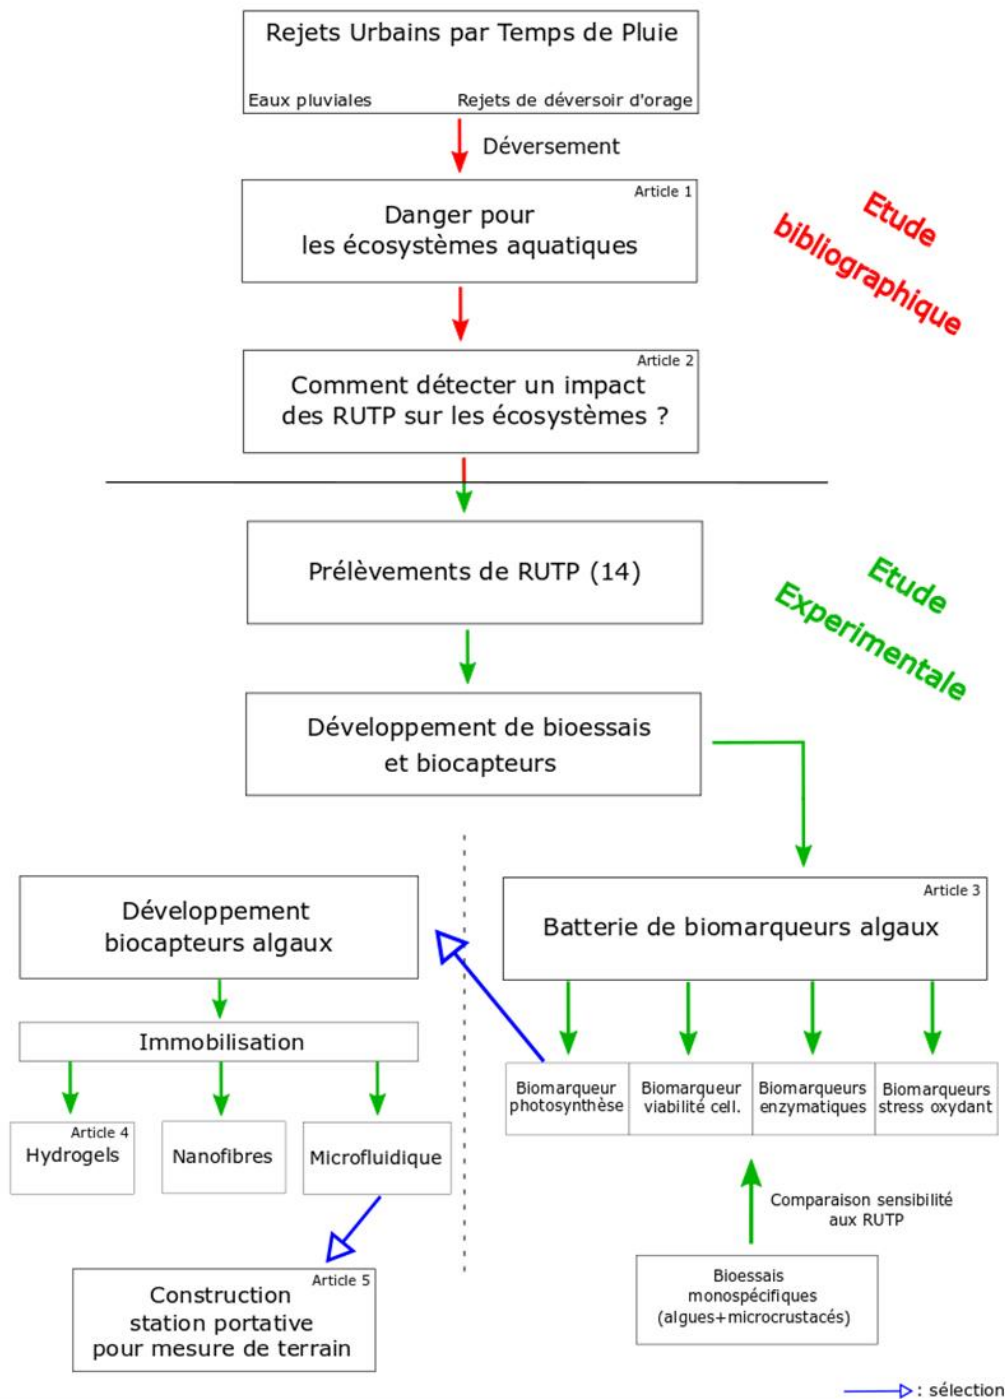 Rejets Urbains par Temps de Pluie
Eaux pluviales
Rejets de déversoir d'orage
Déversement
Article 1
Danger pour
les écosystèmes aquatiques
Etude
bibliographique
Article 2
Comment détecter un impact
des RUTP sur les écosystèmes ?
Prélèvements de RUTP (14)
Etude
Experimentale
Développement de bioessais
et biocapteurs
Développement
biocapteurs algaux
Article 3
Batterie de biomarqueurs algaux
Immobilisation
Article 4
Hydrogels
Nanofibres
Microfluidique
Biomarqueur
photosynthèse
Biomarqueur
viabilité cell.
Biomarqueurs
enzymatiques
Biomarqueurs
stress oxydant
Comparaison sensibilité
aux RUTP
Article 5
Construction
station portative
pour mesure de terrain
Bioessais
monospécifiques
(algues+microcrustacés)
: sélection